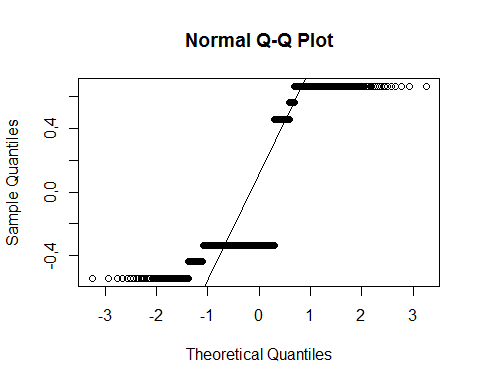 Normal Q-Q Plot
Sample Quantiles
0,4
0,0
-0,4
-3 -2 -1 0 1 2 3
Theoretical Quantiles